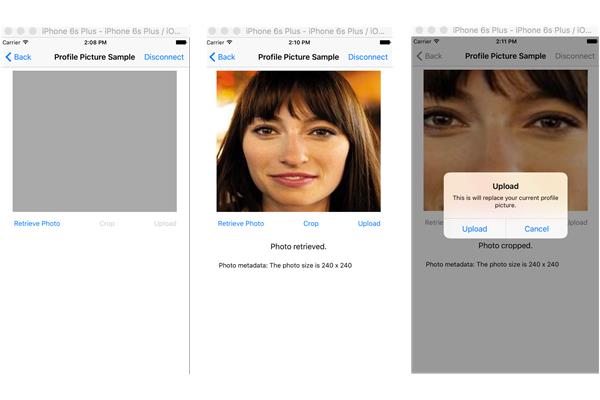 iPhone 6s Plus – iPhone 6s Plus / iO...
Carrier 2:08 PM
Back Profile Picture Sample Disconnect
Retrieve Photo Crop Upload
iPhone 6s Plus – iPhone 6s Plus / iO...
Carrier 2:10 PM
Back Profile Picture Sample Disconnect
Retrieve Photo Crop Upload
Photo retrieved.
Photo metadata: The photo size is 240 x 240
iPhone 6s Plus – iPhone 6s Plus / iO...
Carrier 2:11 PM
Back Profile Picture Sample Disconnect
Upload
This is will replace your current profile
picture.
Upload Cancel
Photo cropped.
Photo metadata: The photo size is 240 x 240